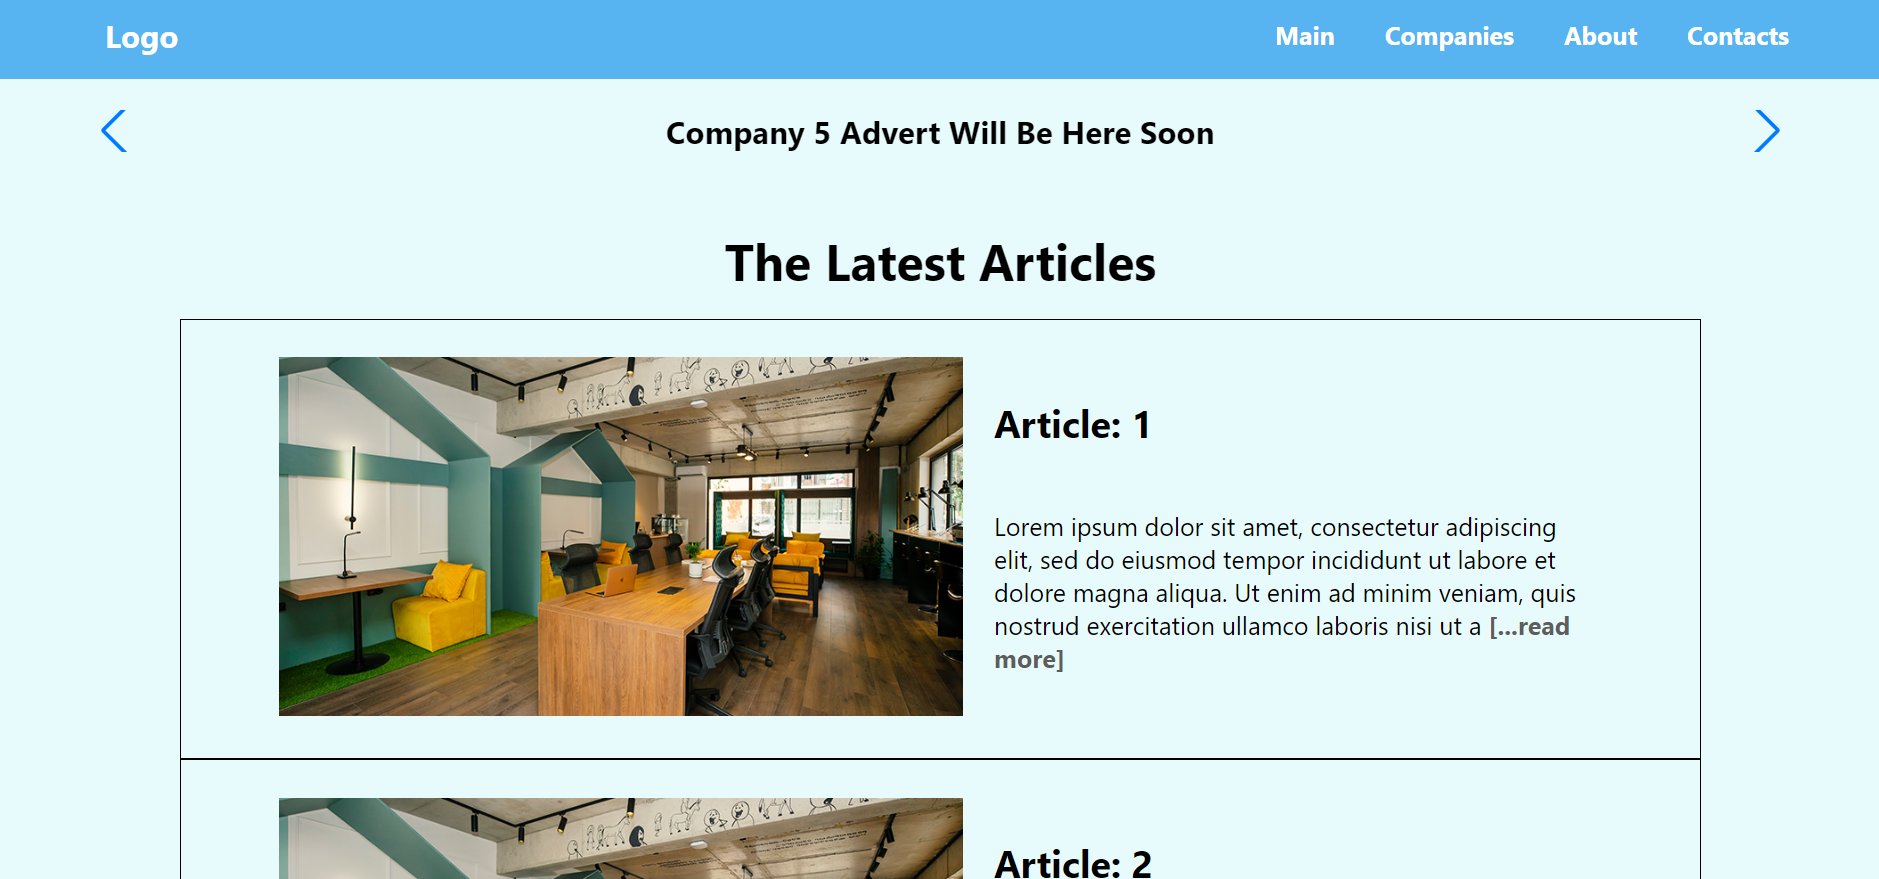 Logo
Main Companies About Contacts
Company 5 Advert Will Be Here Soon
The Latest Articles
Article: 1
Lorem ipsum dolor sit amet, consectetur adipiscing
elit, sed do eiusmod tempor incididunt ut labore et
dolore magna aliqua. Ut enim ad minim veniam, quis
nostrud exercitation ullamco laboris nisi ut a [...read
more]
Article: 2